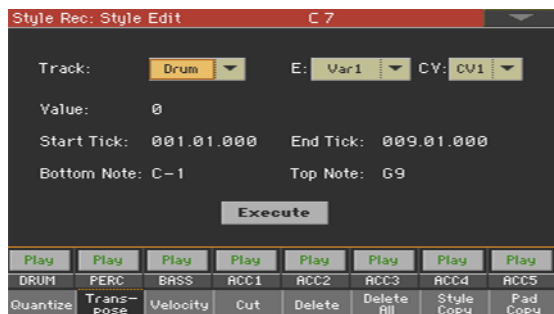 Style Rec: Style Edit C 7
Track: Drum E: Var1 CV: CV1
Value: 0
Start Tick: 001.01.000 End Tick: 009.01.000
Bottom Note: C-1 Top Note: G9
Execute
Play Play Play Play Play Play Play Play
DRUM PERC BASS ACC1 ACC2 ACC3 ACC4 ACC5
Quantize Trans- Velocity Cut Delete Delete Style Pad
pose All Copy Copy